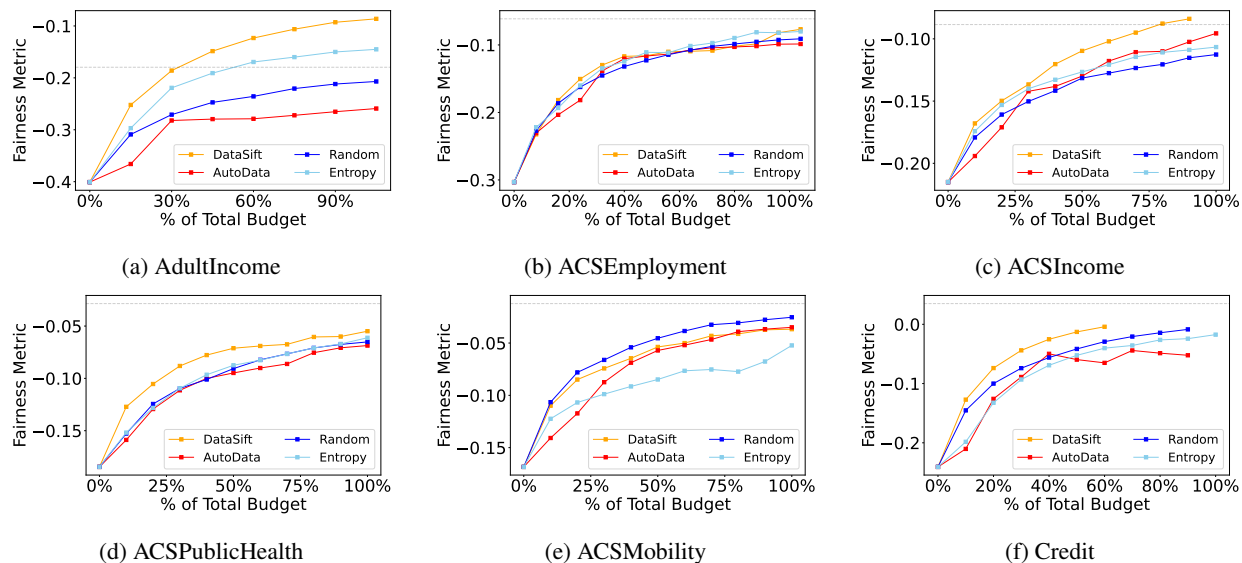 Fairness Metric
−0.1
−0.2
−0.3
−0.4
DataSift
AutoData
Random
Entropy
0% 30% 60% 90%
% of Total Budget
(a) AdultIncome
Fairness Metric
−0.1
−0.2
−0.3
DataSift
AutoData
Random
Entropy
0% 20% 40% 60% 80% 100%
% of Total Budget
(b) ACSEmployment
Fairness Metric
−0.10
−0.15
−0.20
DataSift
AutoData
Random
Entropy
0% 25% 50% 75% 100%
% of Total Budget
(c) ACSIncome
Fairness Metric
−0.05
−0.10
−0.15
DataSift
AutoData
Random
Entropy
0% 25% 50% 75% 100%
% of Total Budget
(d) ACSPublicHealth
Fairness Metric
−0.05
−0.10
−0.15
DataSift
AutoData
Random
Entropy
0% 25% 50% 75% 100%
% of Total Budget
(e) ACSMobility
Fairness Metric
0.0
−0.1
−0.2
DataSift
AutoData
Random
Entropy
0% 20% 40% 60% 80% 100%
% of Total Budget
(f) Credit